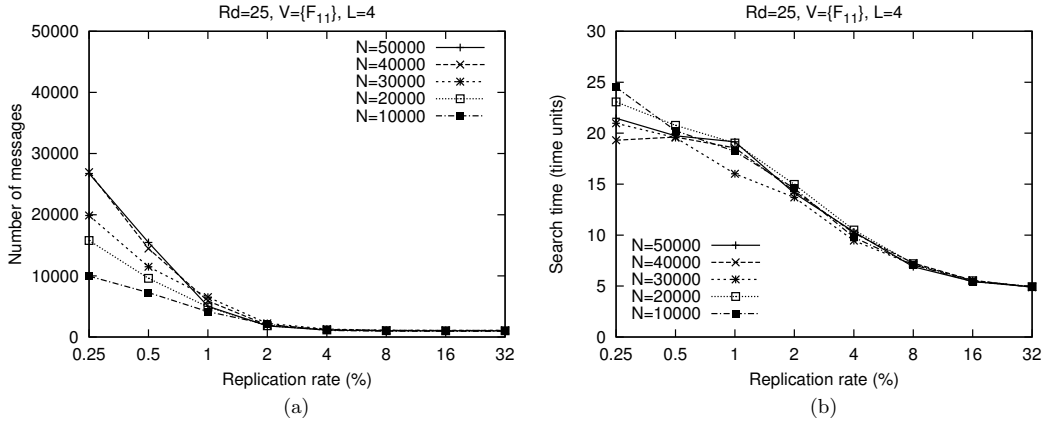 Rd=25, V={F₁₁}, L=4
50000
40000
30000
20000
10000
0
Number of messages
N=50000
N=40000
N=30000
N=20000
N=10000
0.25 0.5 1 2 4 8 16 32
Replication rate (%)
(a)
Rd=25, V={F₁₁}, L=4
30
25
20
15
10
5
0
Search time (time units)
N=50000
N=40000
N=30000
N=20000
N=10000
0.25 0.5 1 2 4 8 16 32
Replication rate (%)
(b)